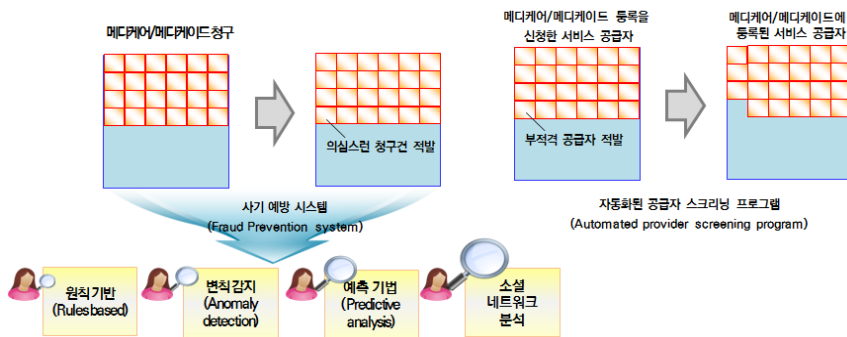 메디케어/메디케이드청구
의심스런 청구건 적발
사기 예방 시스템
(Fraud Prevention system)
원칙기반
(Rules based)
변칙감지
(Anomaly
detection)
예측 기법
(Predictive
analysis)
소셜
네트워크
분석
메디케어/메디케이드 등록을
신청한 서비스 공급자
부적격 공급자 적발
메디케어/메디케이드에
등록된 서비스 공급자
자동화된 공급자 스크리닝 프로그램
(Automated provider screening program)